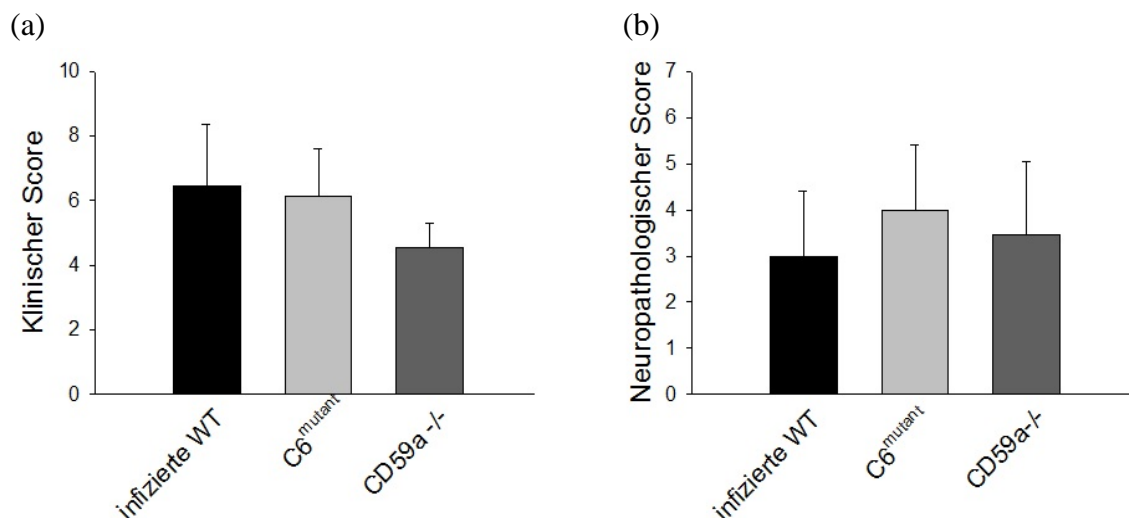 (a)
(b)
Klinischer Score
10
8
6
4
2
0
infizierte WT
C6mutant
CD59a -/-
Neuropathologischer Score
7
6
5
4
3
2
1
0
infizierte WT
C6mutant
CD59a-/-